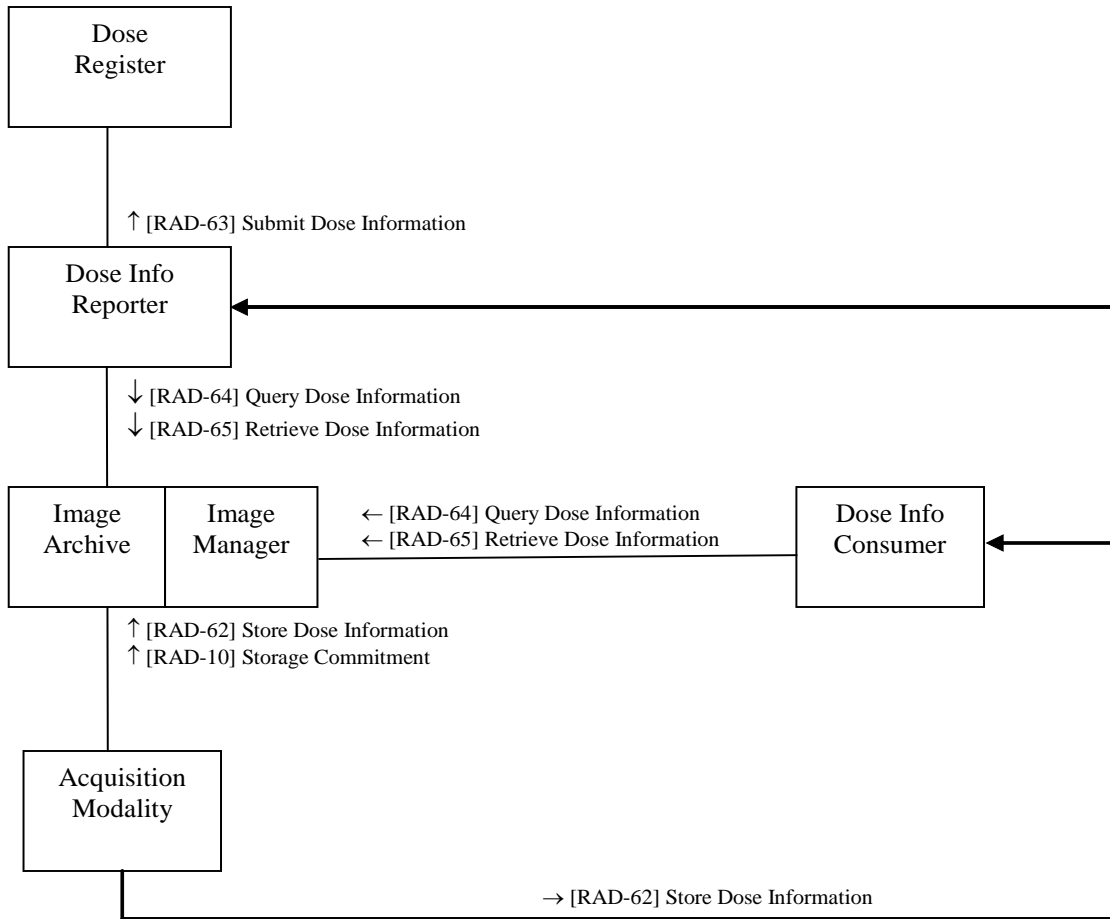 Dose
Register
↑ [RAD-63] Submit Dose Information
Dose Info
Reporter
↓ [RAD-64] Query Dose Information
↓ [RAD-65] Retrieve Dose Information
Image
Archive
Image
Manager
← [RAD-64] Query Dose Information
← [RAD-65] Retrieve Dose Information
Dose Info
Consumer
↑ [RAD-62] Store Dose Information
↑ [RAD-10] Storage Commitment
Acquisition
Modality
→ [RAD-62] Store Dose Information